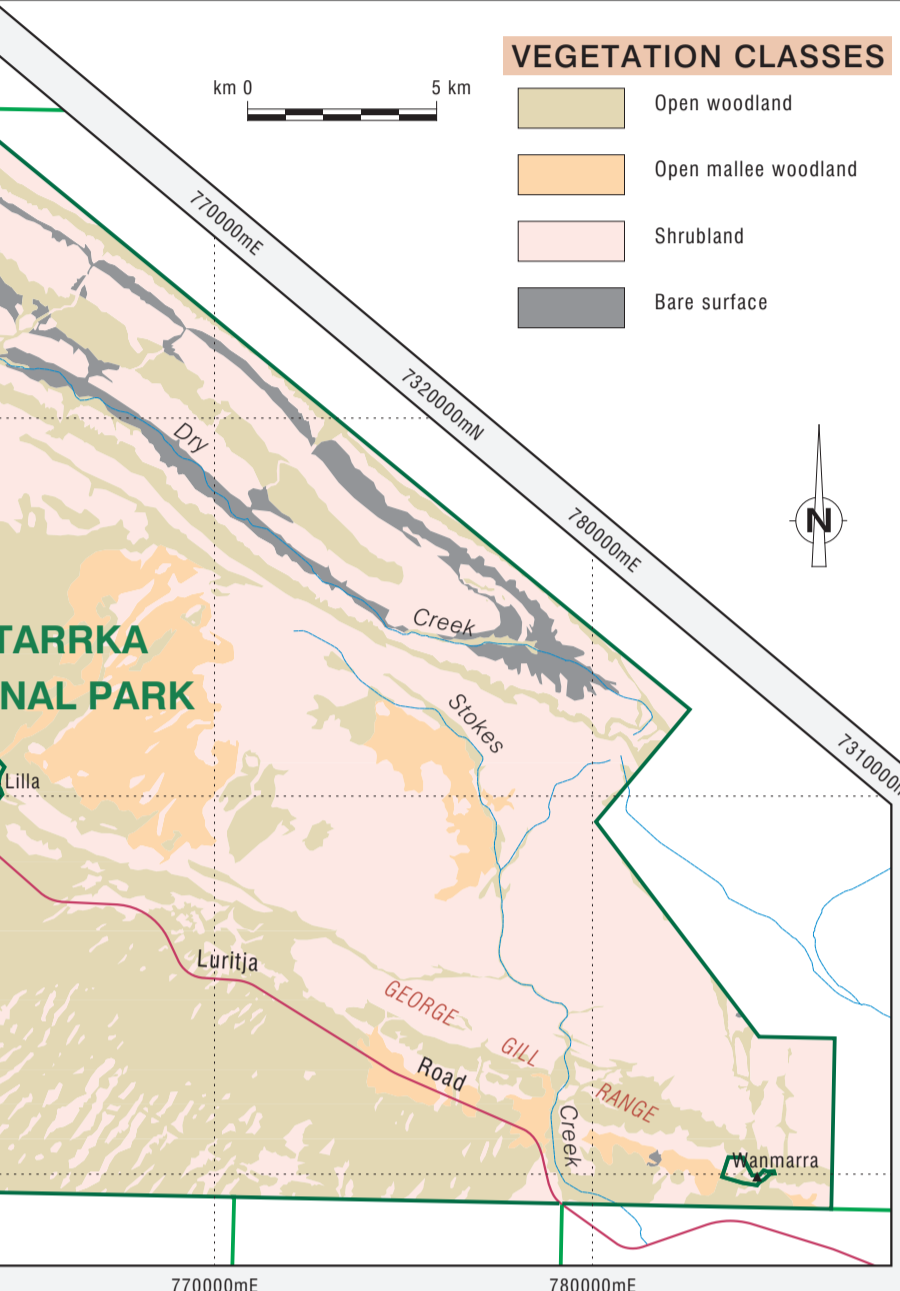 VEGETATION CLASSES
km 0 5 km
Open woodland
Open mallee woodland
Shrubland
Bare surface
770000mE
7320000mN
Dry
N
780000mE
Creek
TARRKA
NAL PARK
Stokes
7310000m
Lilla
Luritja
GEORGE
GILL
Road
RANGE
Creek
Wanmarra
770000mE
780000mE